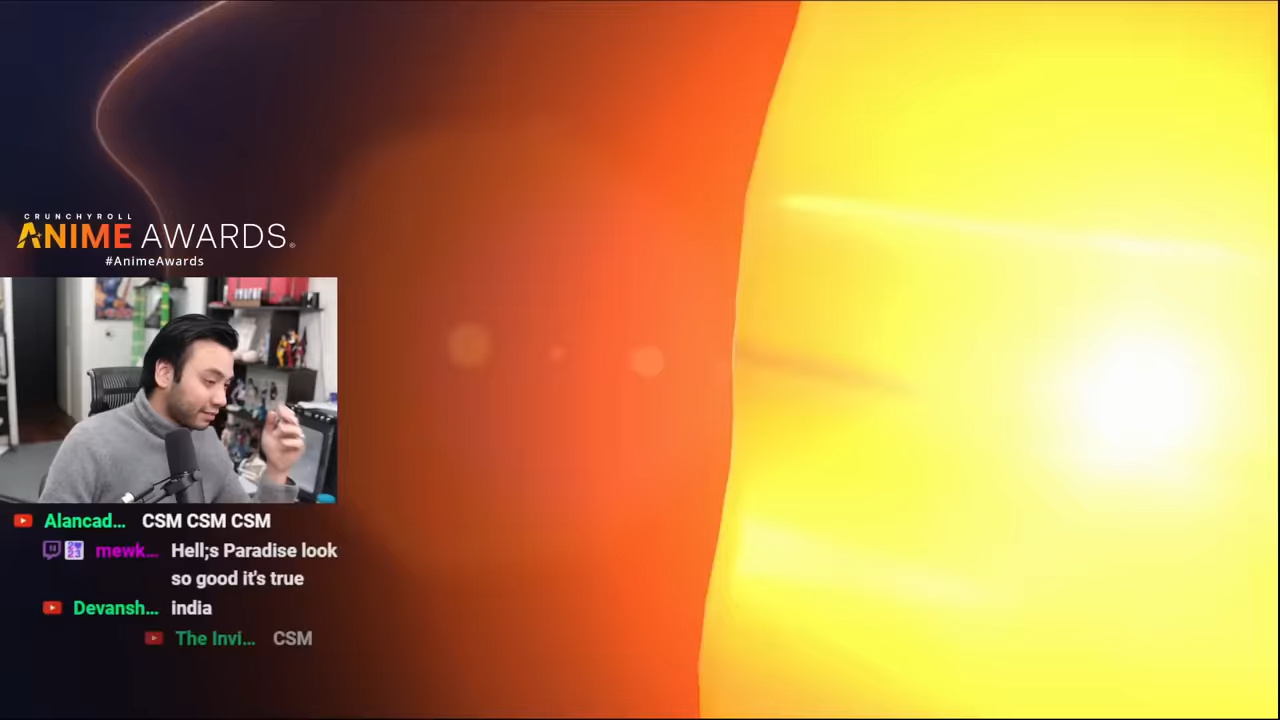 CRUNCHYROLL
ANIME AWARDS®
#AnimeAwards
Alancad... CSM CSM CSM
mewk... Hell;s Paradise look
so good it's true
Devansh... india
The Invi... CSM